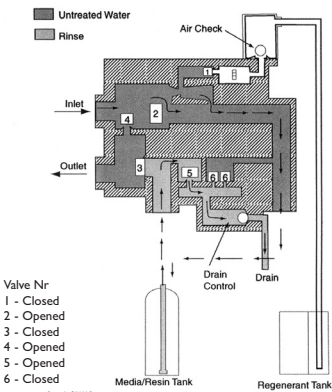 Untreated Water
Rinse
Air Check
1
Inlet
2
4
Outlet
3
5
6 6
Drain
Control
Drain
Valve Nr
1 - Closed
2 - Opened
3 - Closed
4 - Opened
5 - Opened
6 - Closed
Media/Resin Tank
Regenerant Tank